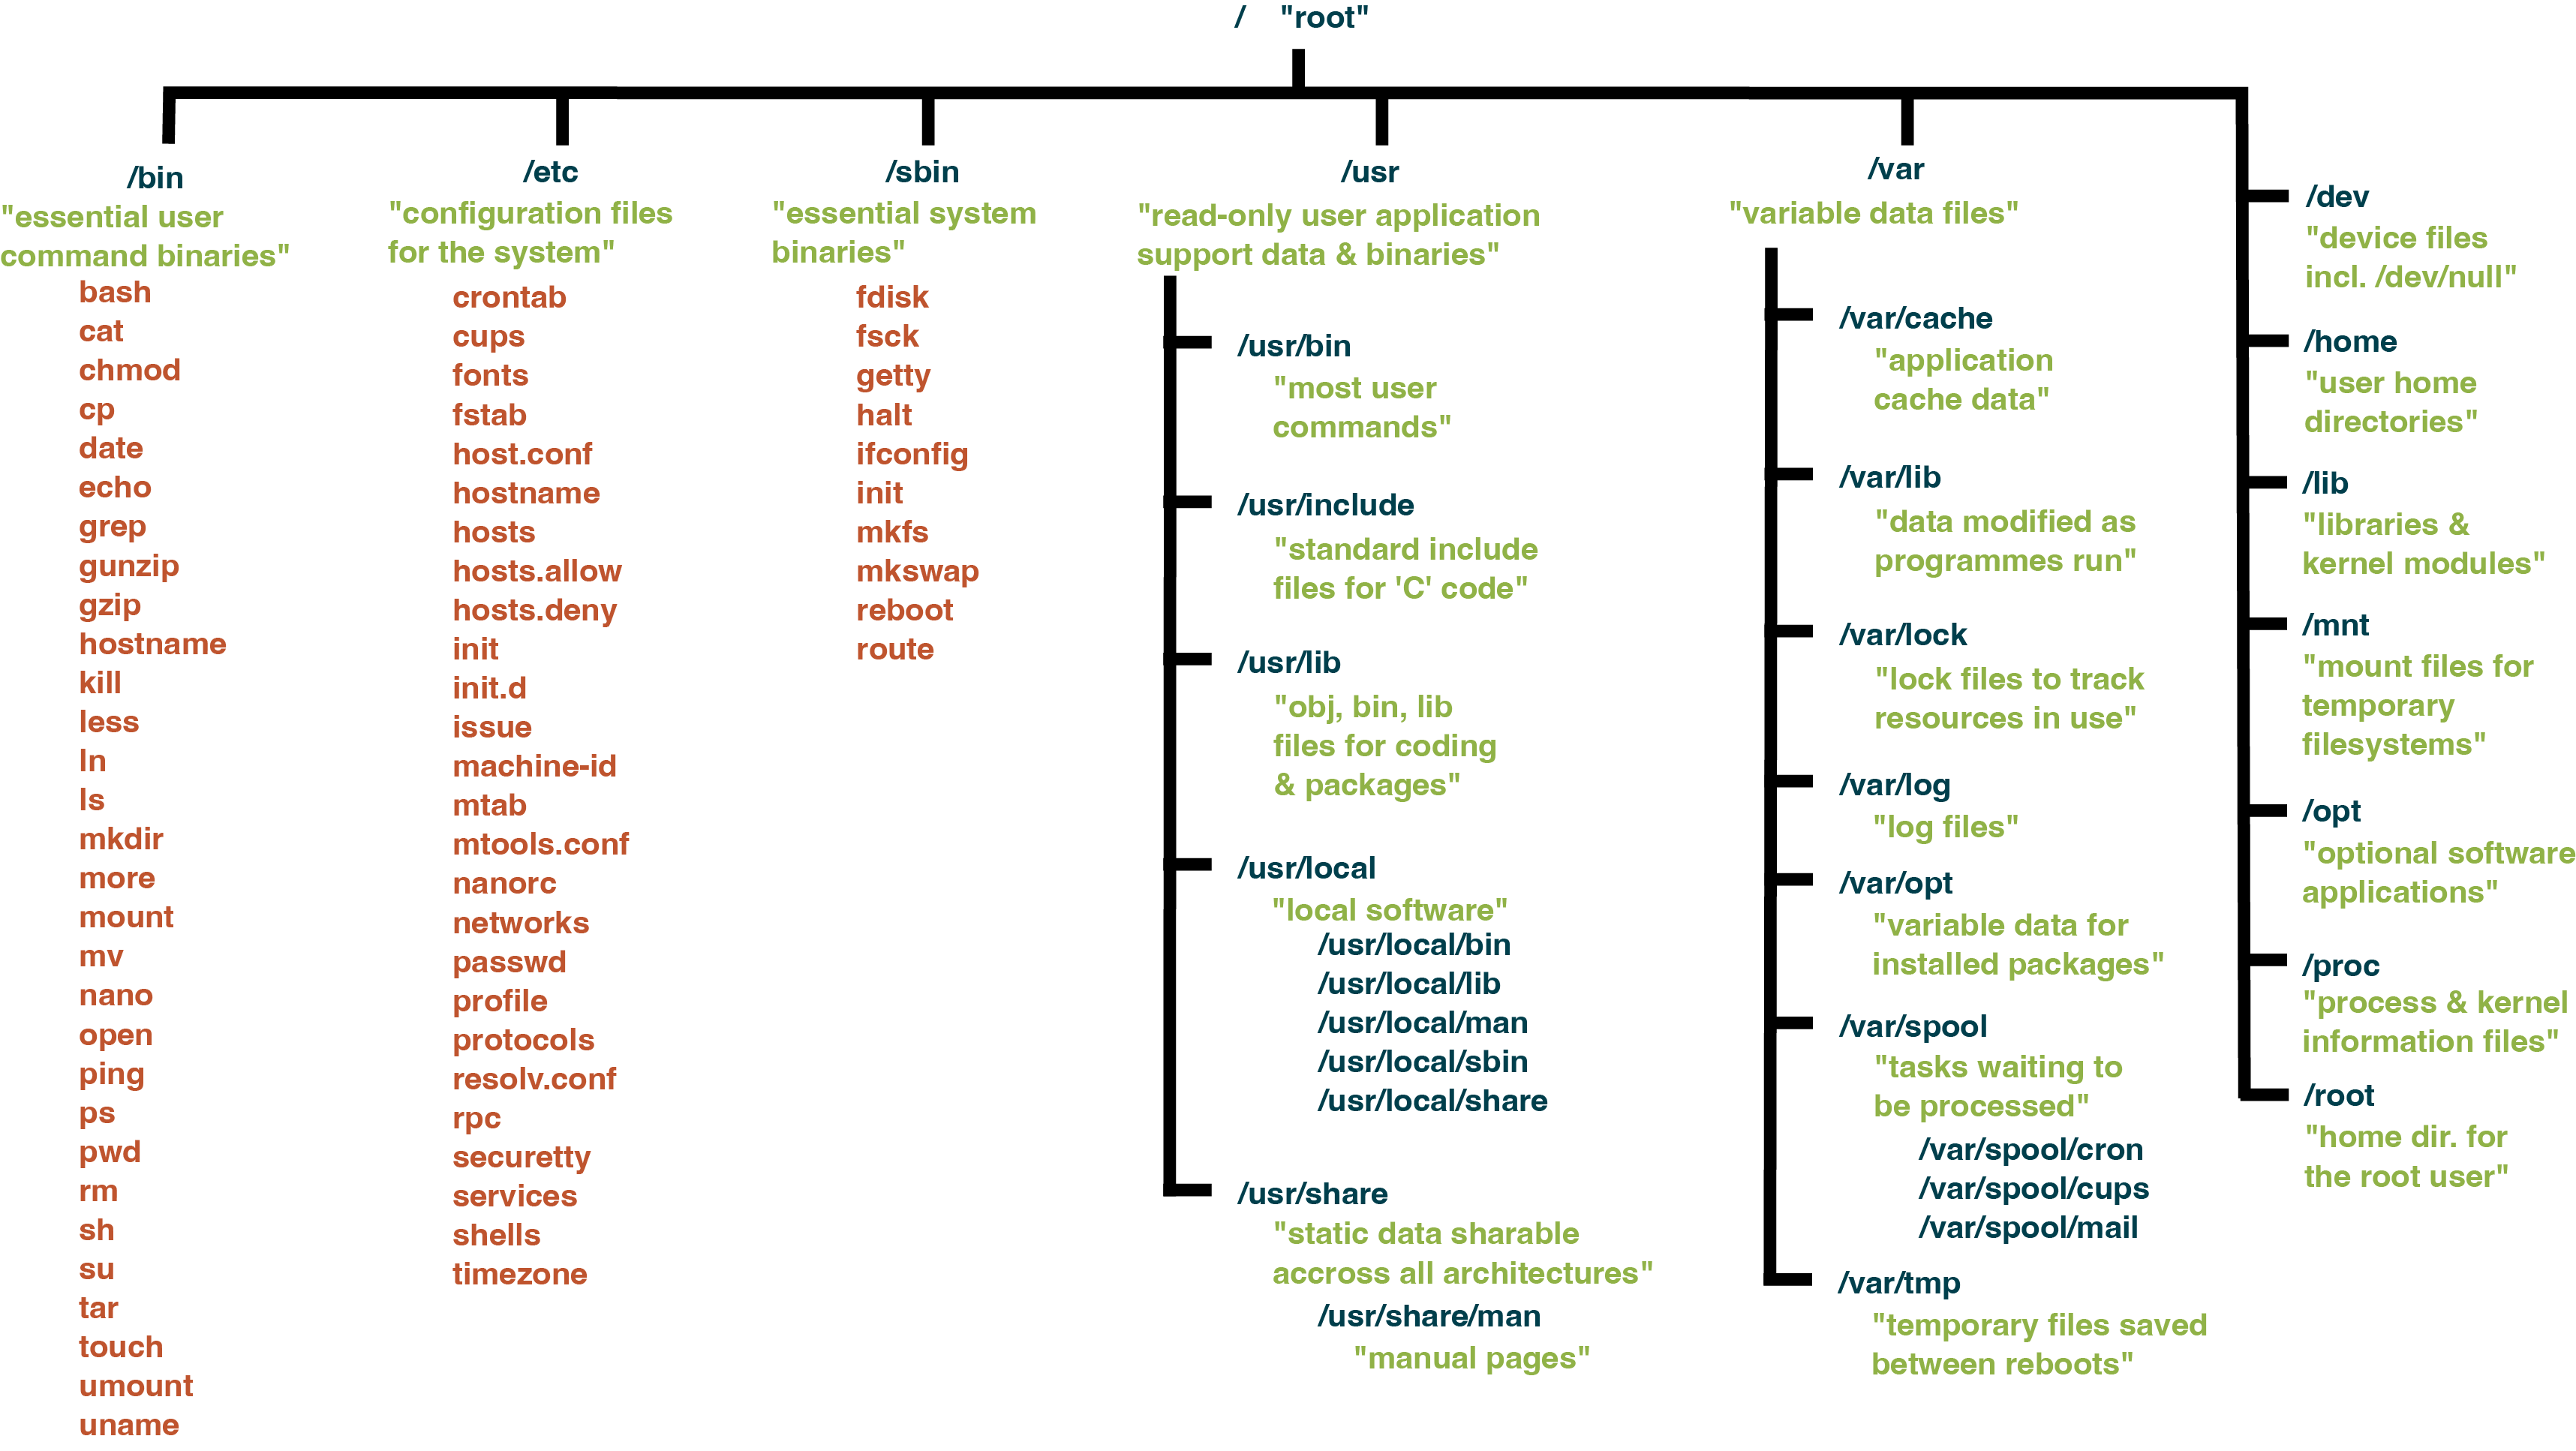 / "root"
/bin
"essential user
command binaries"
bash
cat
chmod
cp
date
echo
grep
gunzip
gzip
hostname
kill
less
ln
ls
mkdir
more
mount
mv
nano
open
ping
ps
pwd
rm
sh
su
tar
touch
umount
uname
/etc
"configuration files
for the system"
crontab
cups
fonts
fstab
host.conf
hostname
hosts
hosts.allow
hosts.deny
init
init.d
issue
machine-id
mtab
mtools.conf
nanorc
networks
passwd
profile
protocols
resolv.conf
rpc
securetty
services
shells
timezone
/sbin
"essential system
binaries"
fdisk
fsck
getty
halt
ifconfig
init
mkfs
mkswap
reboot
route
/usr
"read-only user application
support data & binaries"
/usr/bin
"most user
commands"
/usr/include
"standard include
files for 'C' code"
/usr/lib
"obj, bin, lib
files for coding
& packages"
/usr/local
"local software"
/usr/local/bin
/usr/local/lib
/usr/local/man
/usr/local/sbin
/usr/local/share
/usr/share
"static data sharable
accross all architectures"
/usr/share/man
"manual pages"
/var
"variable data files"
/var/cache
"application
cache data"
/var/lib
"data modified as
programmes run"
/var/lock
"lock files to track
resources in use"
/var/log
"log files"
/var/opt
"variable data for
installed packages"
/var/spool
"tasks waiting to
be processed"
/var/spool/cron
/var/spool/cups
/var/spool/mail
/var/tmp
"temporary files saved
between reboots"
/dev
"device files
incl. /dev/null"
/home
"user home
directories"
/lib
"libraries &
kernel modules"
/mnt
"mount files for
temporary
filesystems"
/opt
"optional software
applications"
/proc
"process & kernel
information files"
/root
"home dir. for
the root user"